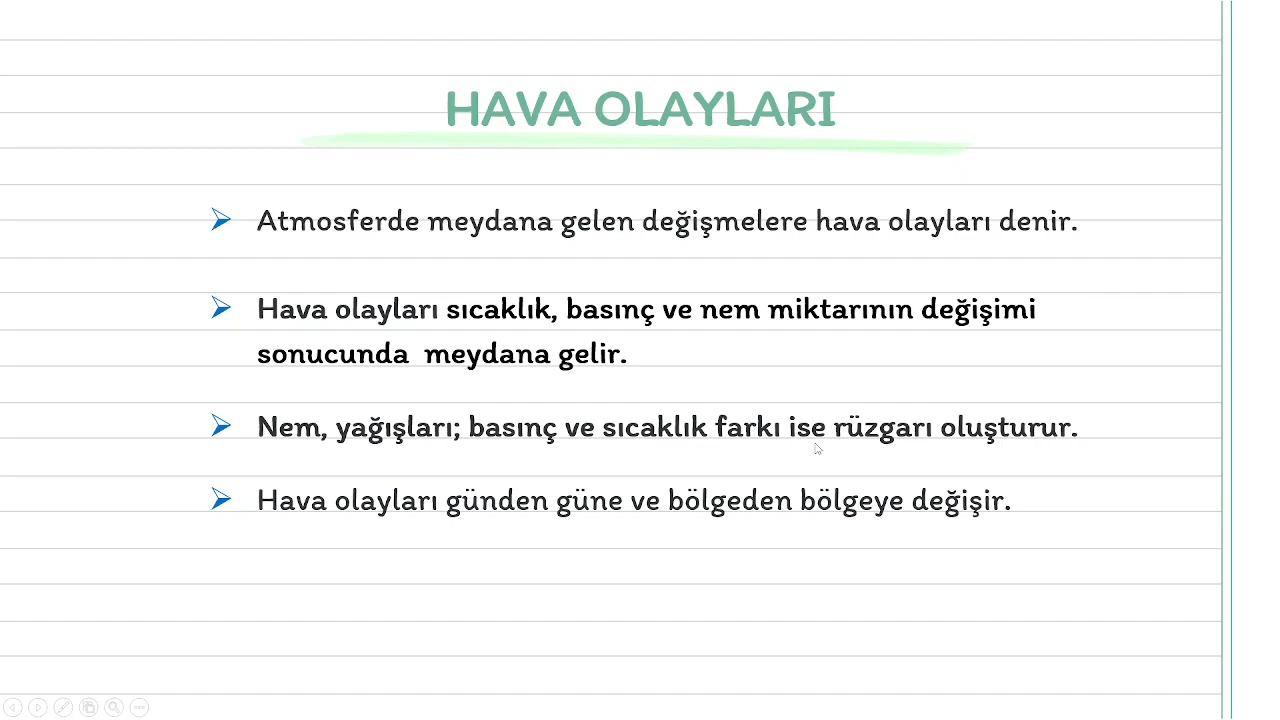 HAVA OLAYLARI
Atmosferde meydana gelen değişmelere hava olayları denir.
Hava olayları sıcaklık, basınç ve nem miktarının değişimi
sonucunda meydana gelir.
Nem, yağışları; basınç ve sıcaklık farkı ise rüzgarı oluşturur.
Hava olayları günden güne ve bölgeden bölgeye değişir.